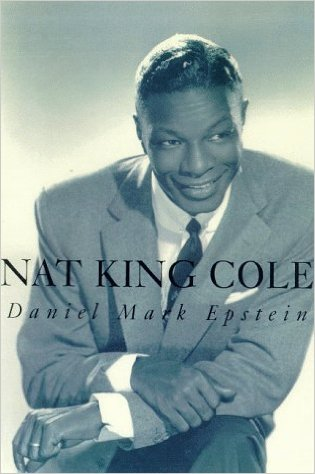 NAT KING COLE
Daniel Mark Epstein